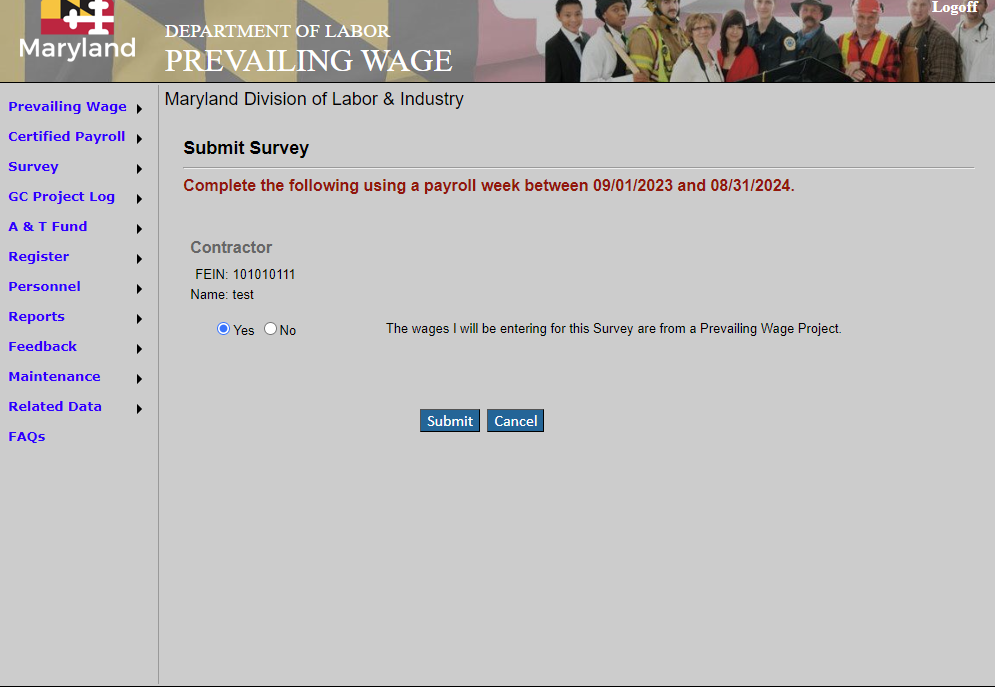 Logoff
Maryland
DEPARTMENT OF LABOR
PREVAILING WAGE
Prevailing Wage
Certified Payroll
Survey
GC Project Log
A & T Fund
Register
Personnel
Reports
Feedback
Maintenance
Related Data
FAQs
Maryland Division of Labor & Industry
Submit Survey
Complete the following using a payroll week between 09/01/2023 and 08/31/2024.
Contractor
FEIN: 101010111
Name: test
Yes No The wages I will be entering for this Survey are from a Prevailing Wage Project.
Submit Cancel